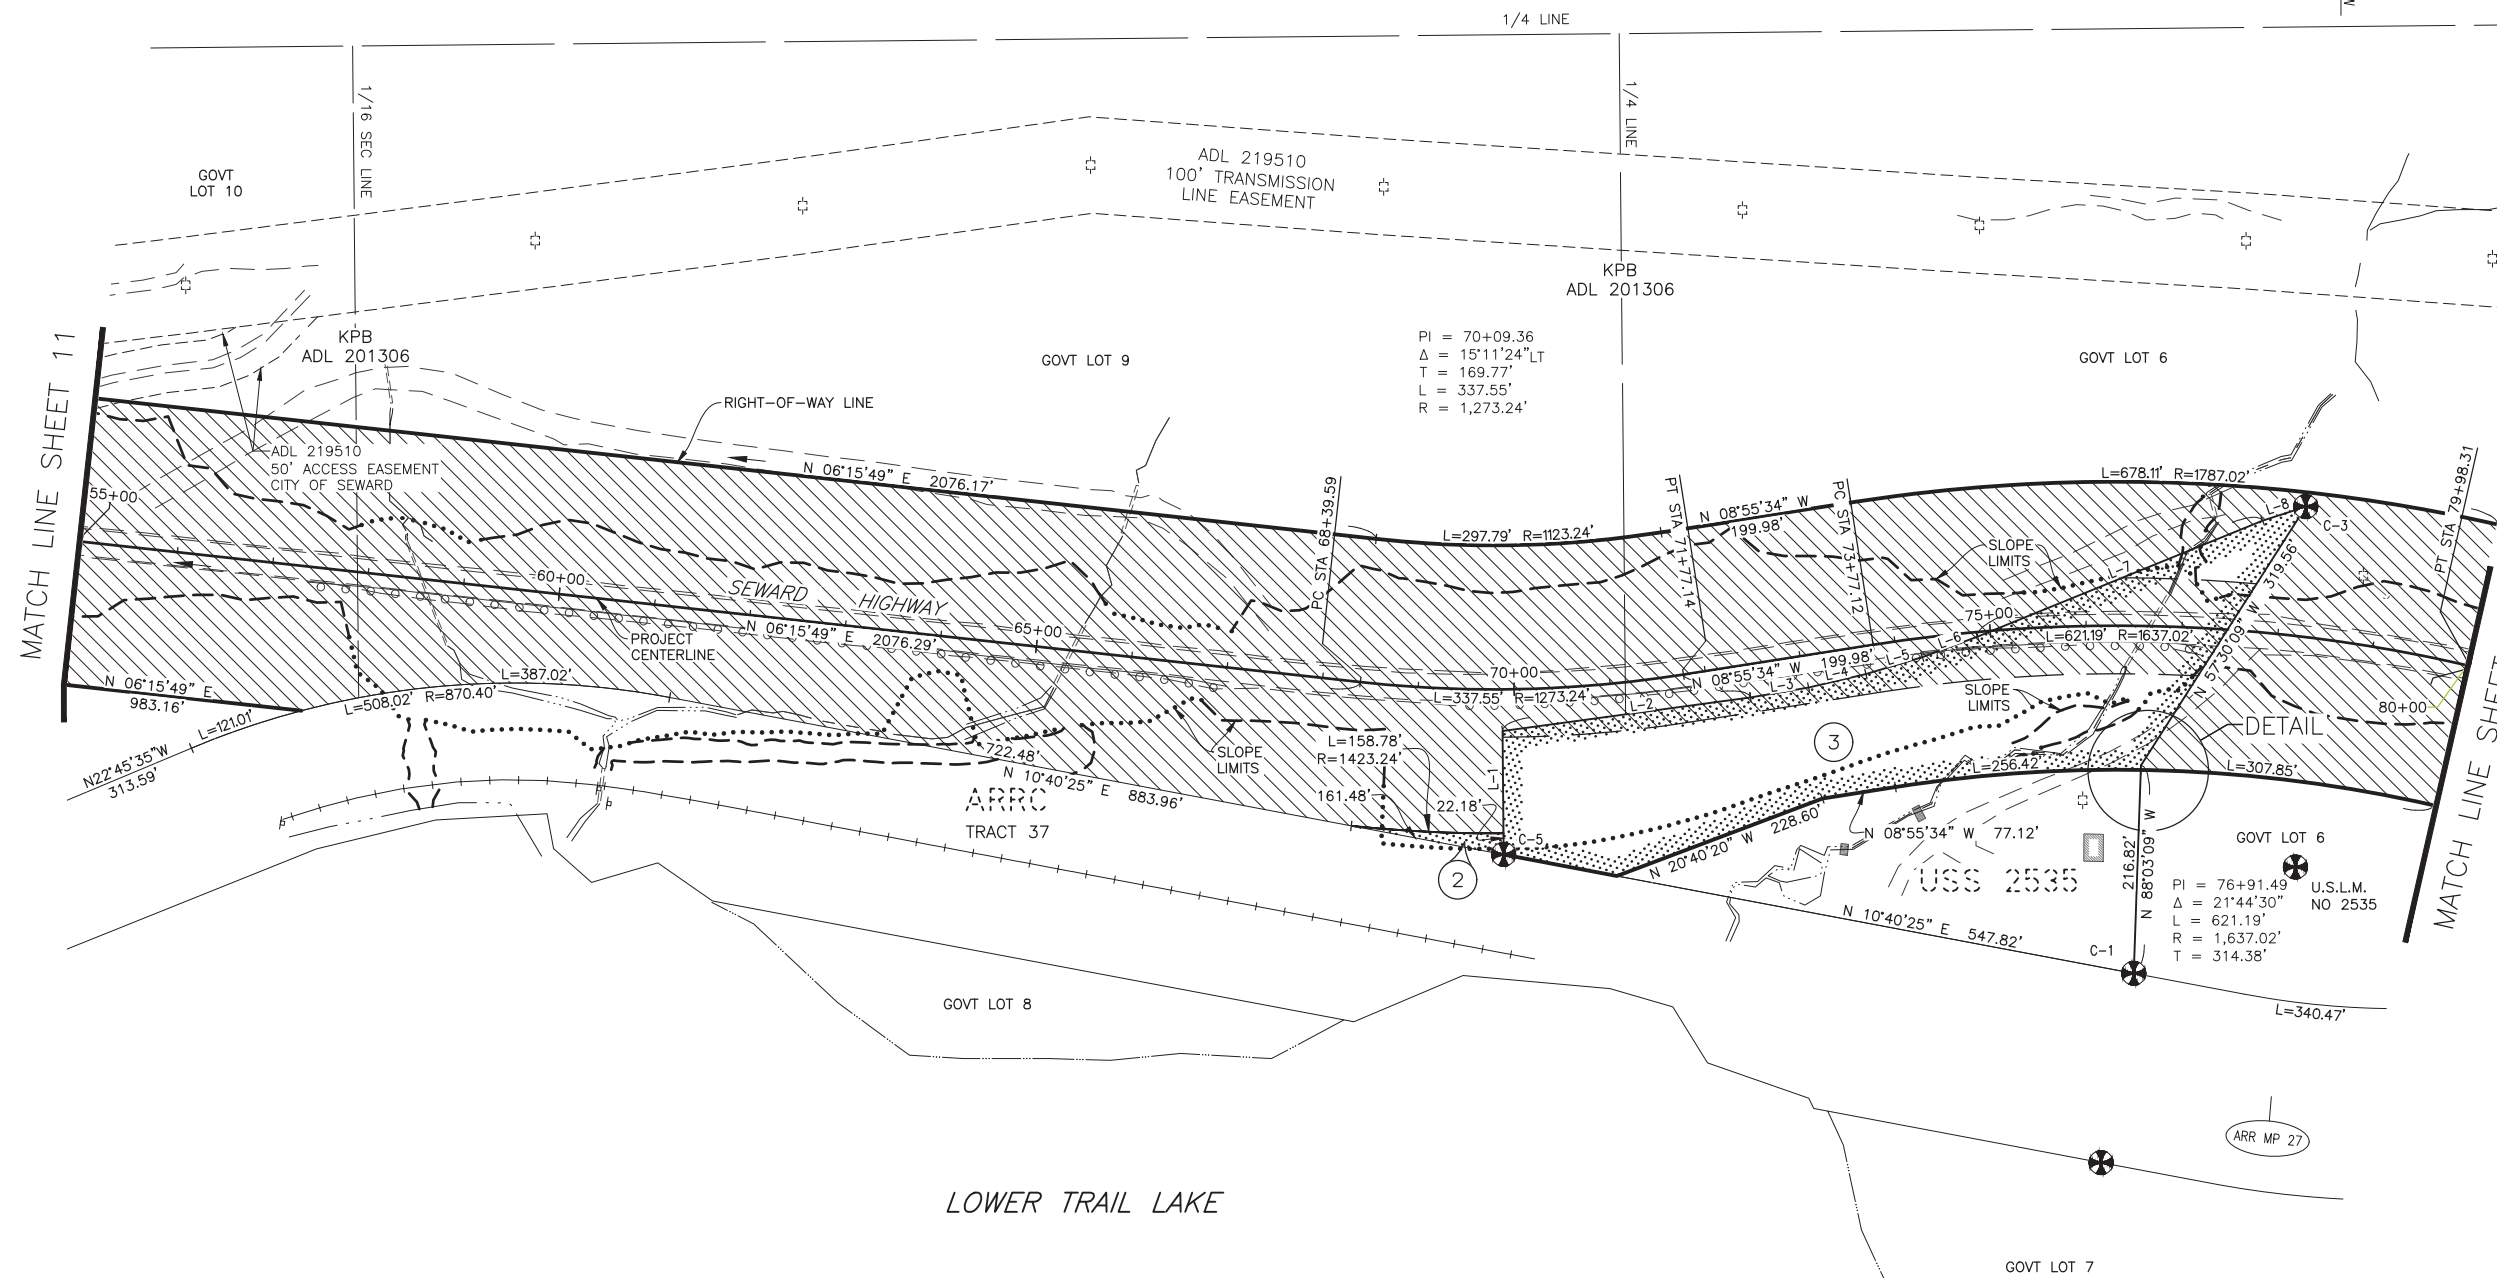 1/4 LINE
1/16 SEC LINE
1/4 LINE
GOVT
LOT 10
ADL 219510
100' TRANSMISSION
LINE EASEMENT
KPB
ADL 201306
KPB
ADL 201306
GOVT LOT 9
GOVT LOT 6
PI = 70+09.36
Δ = 15°11'24"LT
T = 169.77'
L = 337.55'
R = 1,273.24'
MATCH LINE SHEET 11
RIGHT-OF-WAY LINE
ADL 219510
50' ACCESS EASEMENT
CITY OF SEWARD
N 06°15'49" E 2076.17'
55+00
PC STA 68+39.59
PT STA 71+77.14
PC STA 73+77.12
PT STA 79+98.31
L=297.79' R=1123.24'
N 08°55'34" W
199.98'
L=678.11' R=1787.02'
L-8
C-3
SLOPE
LIMITS
L-7
319.56'
N 57°30'09" W
60+00
SEWARD HIGHWAY
65+00
70+00
75+00
80+00
PROJECT
CENTERLINE
N 06°15'49" E 2076.29'
L=337.55' R=1273.24'
N 08°55'34" W 199.98'
L=621.19' R=1637.02'
L-1
L-2
L-3
L-4
L-5
L-6
N 06°15'49" E
983.16'
L=387.02'
L=508.02' R=870.40'
L=121.01'
N22°45'35"W
313.59'
722.48'
N 10°40'25" E 883.96'
SLOPE
LIMITS
L=158.78'
R=1423.24'
161.48'
22.18'
C-5
2
3
SLOPE
LIMITS
DETAIL
L=256.42'
L=307.85'
N 20°40'20" W 228.60'
N 08°55'34" W 77.12'
ARRC
TRACT 37
USS 2535
216.82'
N 88°03'09" W
GOVT LOT 6
U.S.L.M.
NO 2535
PI = 76+91.49
Δ = 21°44'30"
L = 621.19'
R = 1,637.02'
T = 314.38'
MATCH LINE SHEE
N 10°40'25" E 547.82'
C-1
L=340.47'
GOVT LOT 8
ARR MP 27
LOWER TRAIL LAKE
GOVT LOT 7